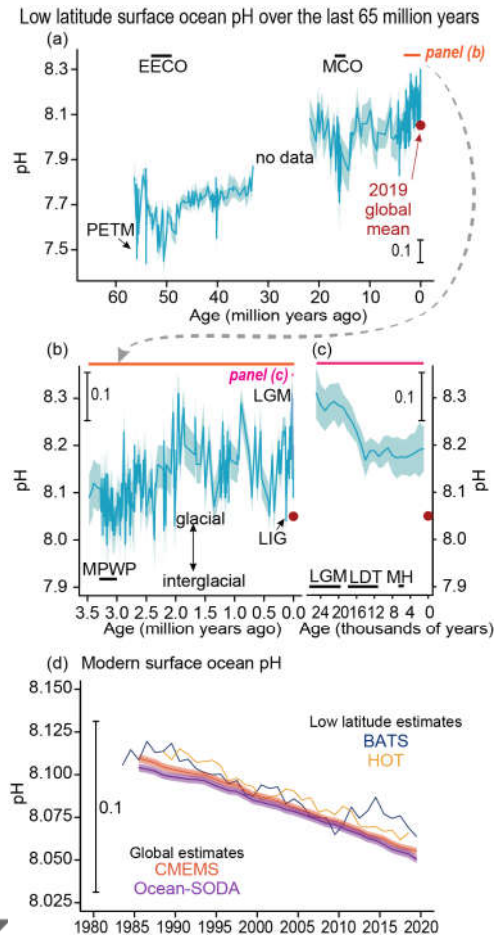 Low latitude surface ocean pH over the last 65 million years
(a)
panel (b)
EECO
MCO
8.3
8.1
7.9
7.7
7.5
pH
no data
2019
global
mean
PETM
0.1
60 50 40 30 20 10 0
Age (million years ago)
(b)
panel (c)
(c)
LGM
0.1
0.1
8.3
8.2
8.1
8.0
7.9
pH
8.3
8.2
8.1
8.0
7.9
pH
glacial
interglacial
LIG
MPWP
LGM LDT MH
3.5 3.0 2.5 2.0 1.5 1.0 0.5 0.0
Age (million years ago)
24 20 16 12 8 4 0
Age (thousands of years)
(d) Modern surface ocean pH
8.150
8.125
8.100
8.075
8.050
8.025
pH
0.1
Low latitude estimates
BATS
HOT
Global estimates
CMEMS
Ocean-SODA
1980 1985 1990 1995 2000 2005 2010 2015 2020